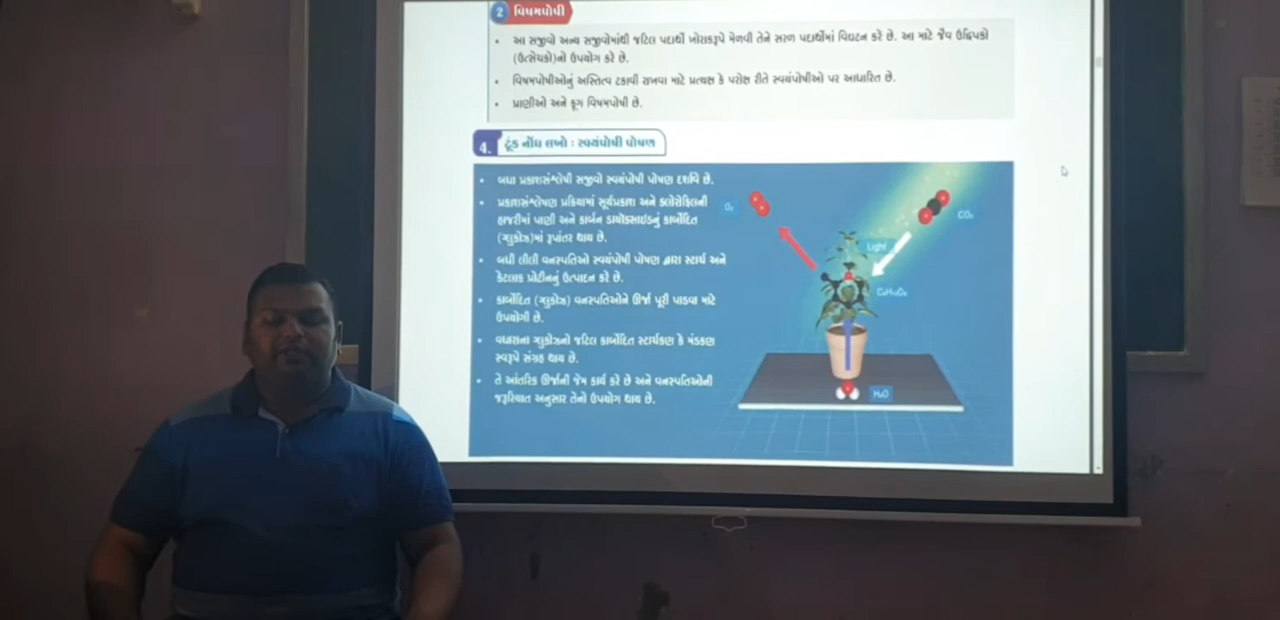 2 વિષમપોષી
• આ સજીવો અન્ય સજીવોમાંથી જટિલ પદાર્થો ખોરાકરૂપે મેળવી તેને સરળ પદાર્થોમાં વિઘટન કરે છે. આ માટે જૈવ ઉદ્દિપકો
(ઉત્સેચકો)નો ઉપયોગ કરે છે.
• વિષમપોષીઓનું અસ્તિત્વ ટકાવી રાખવા માટે પ્રત્યક્ષ કે પરોક્ષ રીતે સ્વયંપોષીઓ પર આધારિત છે.
• પ્રાણીઓ અને ફૂગ વિષમપોષી છે.
4. ટૂંક નોંધ લખો : સ્વયંપોષી પોષણ
• બધા પ્રકાશસંશ્લેષી સજીવો સ્વયંપોષી પોષણ દર્શાવે છે.
• પ્રકાશસંશ્લેષણ પ્રક્રિયામાં સૂર્યપ્રકાશ અને ક્લોરોફિલની
હાજરીમાં પાણી અને કાર્બન ડાયૉક્સાઇડનું કાર્બોદિત
(ગ્લુકોઝ)માં રૂપાંતર થાય છે.
• બધી લીલી વનસ્પતિઓ સ્વયંપોષી પોષણ દ્વારા સ્ટાર્ચ અને
કેટલાક પ્રોટીનનું ઉત્પાદન કરે છે.
• કાર્બોદિત (ગ્લુકોઝ) વનસ્પતિઓને ઊર્જા પૂરી પાડવા માટે
ઉપયોગી છે.
• વધારાના ગ્લુકોઝનો જટિલ કાર્બોદિત સ્ટાર્ચકણ કે મંડકણ
સ્વરૂપે સંગ્રહ થાય છે.
• તે આંતરિક ઊર્જાની જેમ કાર્ય કરે છે અને વનસ્પતિઓની
જરૂરિયાત અનુસાર તેનો ઉપયોગ થાય છે.
O₂
CO₂
Light
C₆H₁₂O₆
H₂O